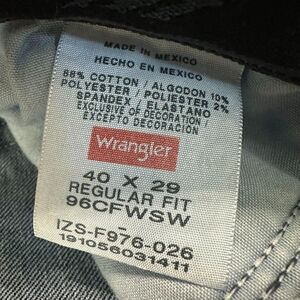 MADE IN MEXICO
HECHO EN MEXICO
88% COTTON / ALGODON 10%
POLYESTER / POLIESTER 2%
SPANDEX / ELASTANO
EXCLUSIVE OF DECORATION
EXCEPTO DECORACION
Wrangler
40 X 29
REGULAR FIT
96CFWSW
-
IZS-F976-026
191056031411